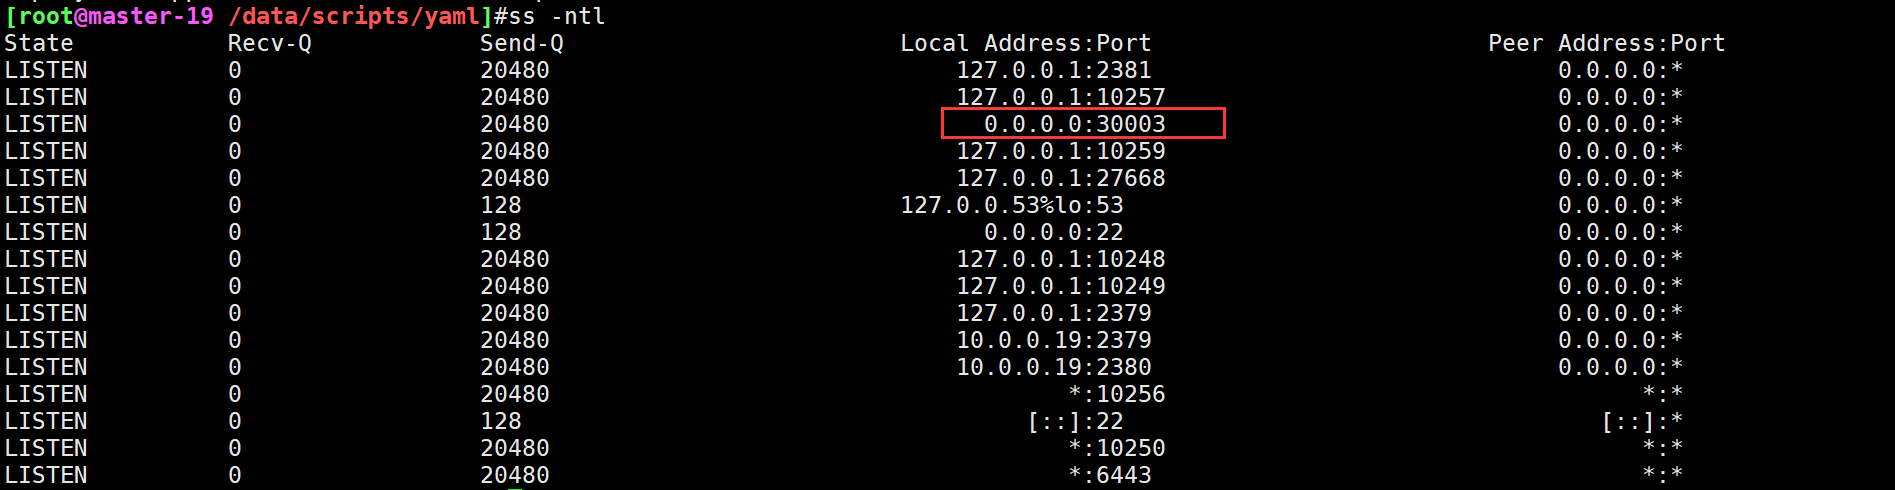 [root@master-19 /data/scripts/yaml]#ss -ntl
State Recv-Q Send-Q Local Address:Port Peer Address:Port
LISTEN 0 20480 127.0.0.1:2381 0.0.0.0:*
LISTEN 0 20480 127.0.0.1:10257 0.0.0.0:*
LISTEN 0 20480 0.0.0.0:30003 0.0.0.0:*
LISTEN 0 20480 127.0.0.1:10259 0.0.0.0:*
LISTEN 0 20480 127.0.0.1:27668 0.0.0.0:*
LISTEN 0 128 127.0.0.53%lo:53 0.0.0.0:*
LISTEN 0 128 0.0.0.0:22 0.0.0.0:*
LISTEN 0 20480 127.0.0.1:10248 0.0.0.0:*
LISTEN 0 20480 127.0.0.1:10249 0.0.0.0:*
LISTEN 0 20480 127.0.0.1:2379 0.0.0.0:*
LISTEN 0 20480 10.0.0.19:2379 0.0.0.0:*
LISTEN 0 20480 10.0.0.19:2380 0.0.0.0:*
LISTEN 0 20480 *:10256 *:*
LISTEN 0 128 [::]:22 [::]:*
LISTEN 0 20480 *:10250 *:*
LISTEN 0 20480 *:6443 *:*